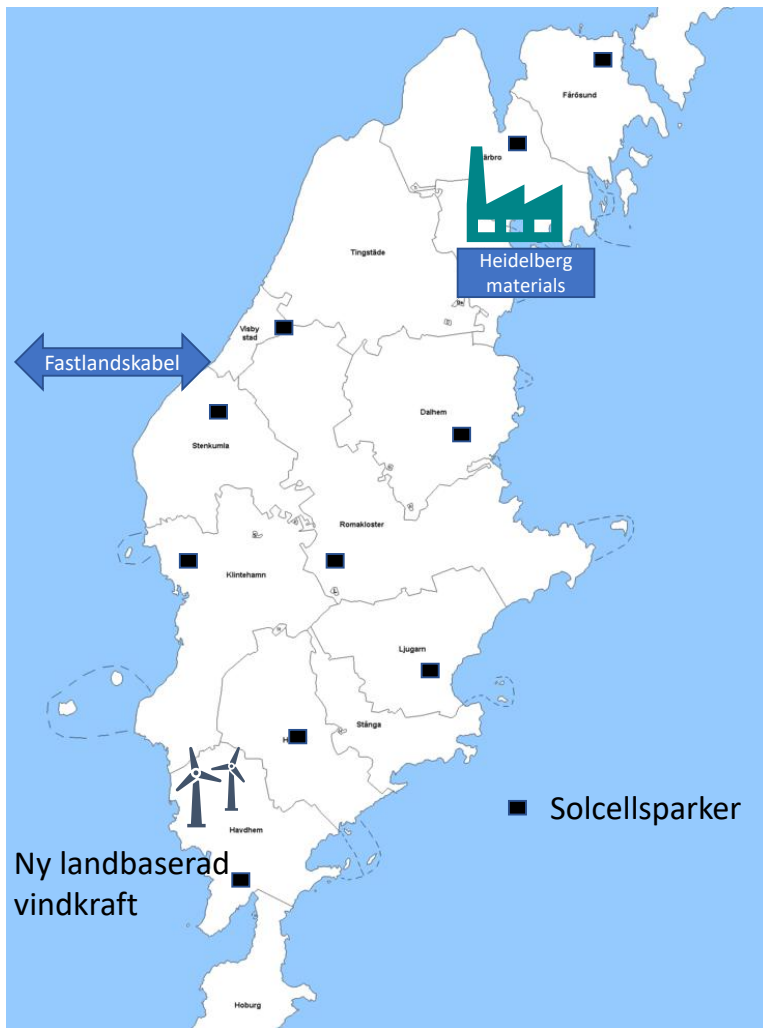 Fårösund
ärbro
Tingstäde
Heidelberg
materials
Visby
stad
Fastlandskabel
Dalhem
Stenkumla
Romakloster
Klintehamn
Ljugarn
Stånga
H
Solcellsparker
Havdhem
Ny landbaserad
vindkraft
Hoburg